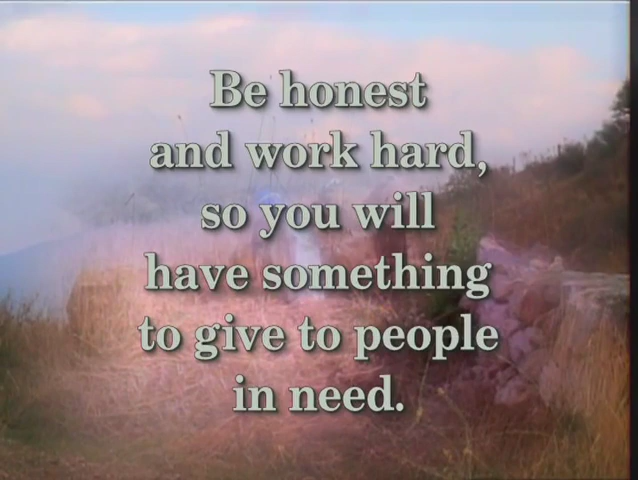 Be honest
and work hard,
so you will
have something
to give to people
in need.